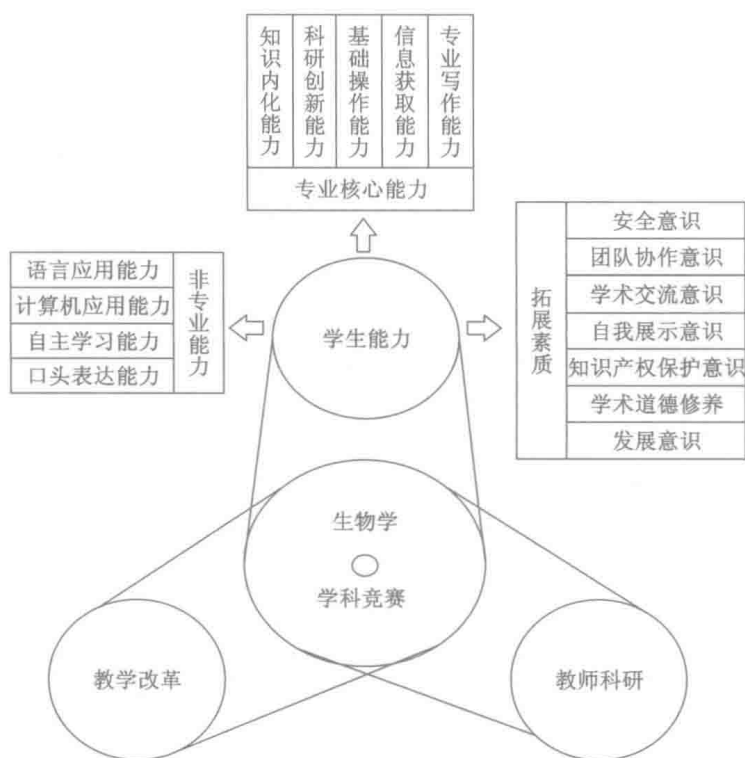 知识内化能力
科研创新能力
基础操作能力
信息获取能力
专业写作能力
专业核心能力
语言应用能力
计算机应用能力
自主学习能力
口头表达能力
非专业能力
学生能力
拓展素质
安全意识
团队协作意识
学术交流意识
自我展示意识
知识产权保护意识
学术道德修养
发展意识
生物学
学科竞赛
教学改革
教师科研